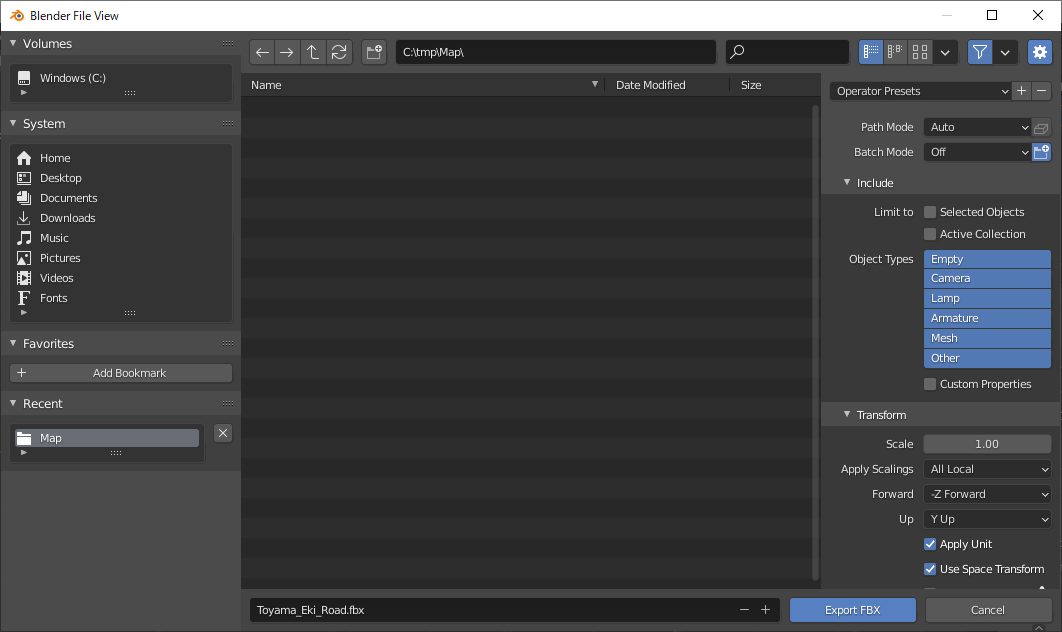 Blender File View
Volumes
Windows (C:)
System
Home
Desktop
Documents
Downloads
Music
Pictures
Videos
Fonts
Favorites
Add Bookmark
Recent
Map
C:\tmp\Map\
Name Date Modified Size
Operator Presets
Path Mode Auto
Batch Mode Off
Include
Limit to Selected Objects
Active Collection
Object Types Empty
Camera
Lamp
Armature
Mesh
Other
Custom Properties
Transform
Scale 1.00
Apply Scalings All Local
Forward -Z Forward
Up Y Up
Apply Unit
Use Space Transform
Toyama_Eki_Road.fbx
Export FBX
Cancel